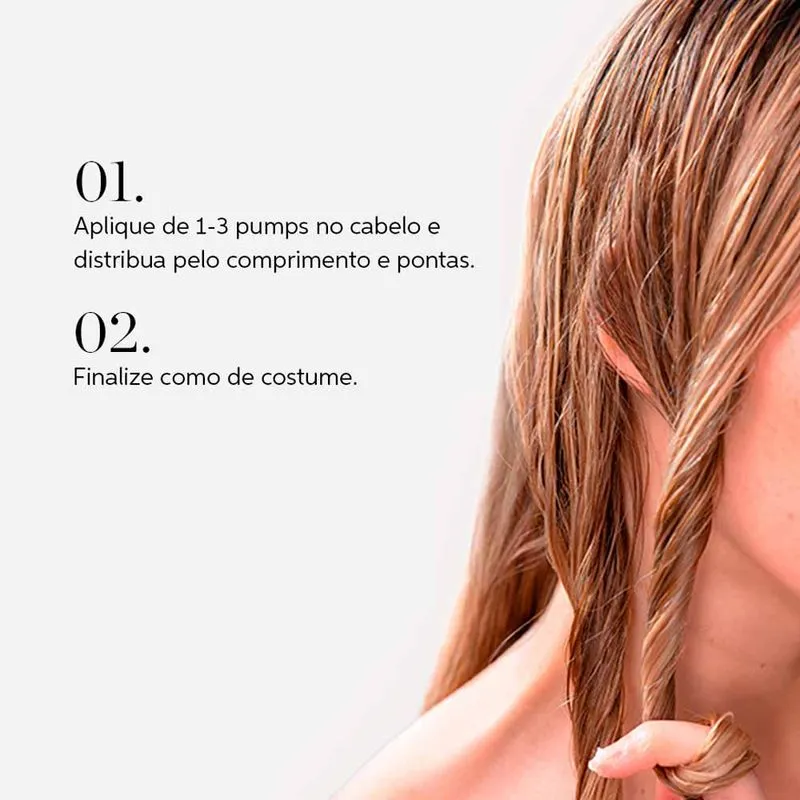 01.
Aplique de 1-3 pumps no cabelo e
distribua pelo comprimento e pontas.
02.
Finalize como de costume.